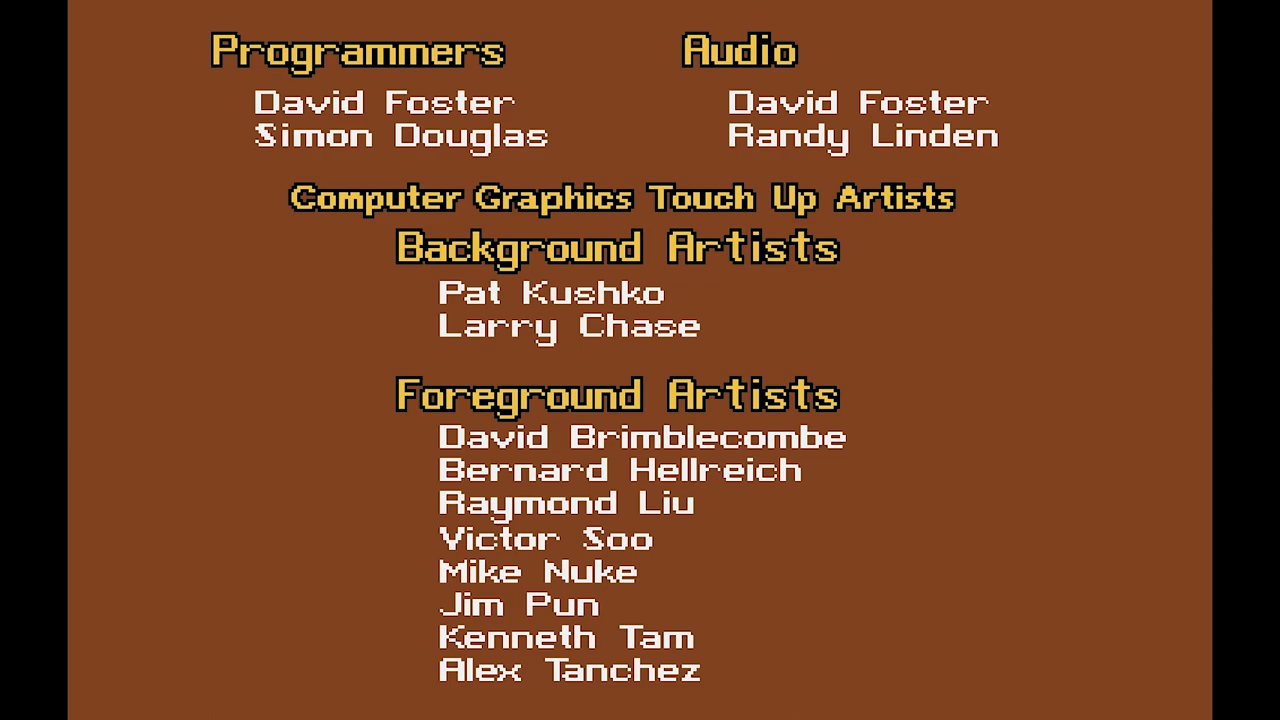 Programmers
David Foster
Simon Douglas
Audio
David Foster
Randy Linden
Computer Graphics Touch Up Artists
Background Artists
Pat Kushko
Larry Chase
Foreground Artists
David Brimblecombe
Bernard Hellreich
Raymond Liu
Victor Soo
Mike Nuke
Jim Pun
Kenneth Tam
Alex Tanchez